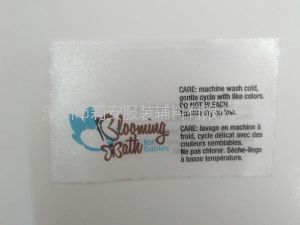 CARE: machine wash cold,
gentle cycle with like colors.
DO NOT BLEACH.
Blooming
Bath
for
babies
CARE: lavage en machine à
froid, cycle délicat avec des
couleurs semblables.
Ne pas chlorer. Sèche-linge
à basse température.